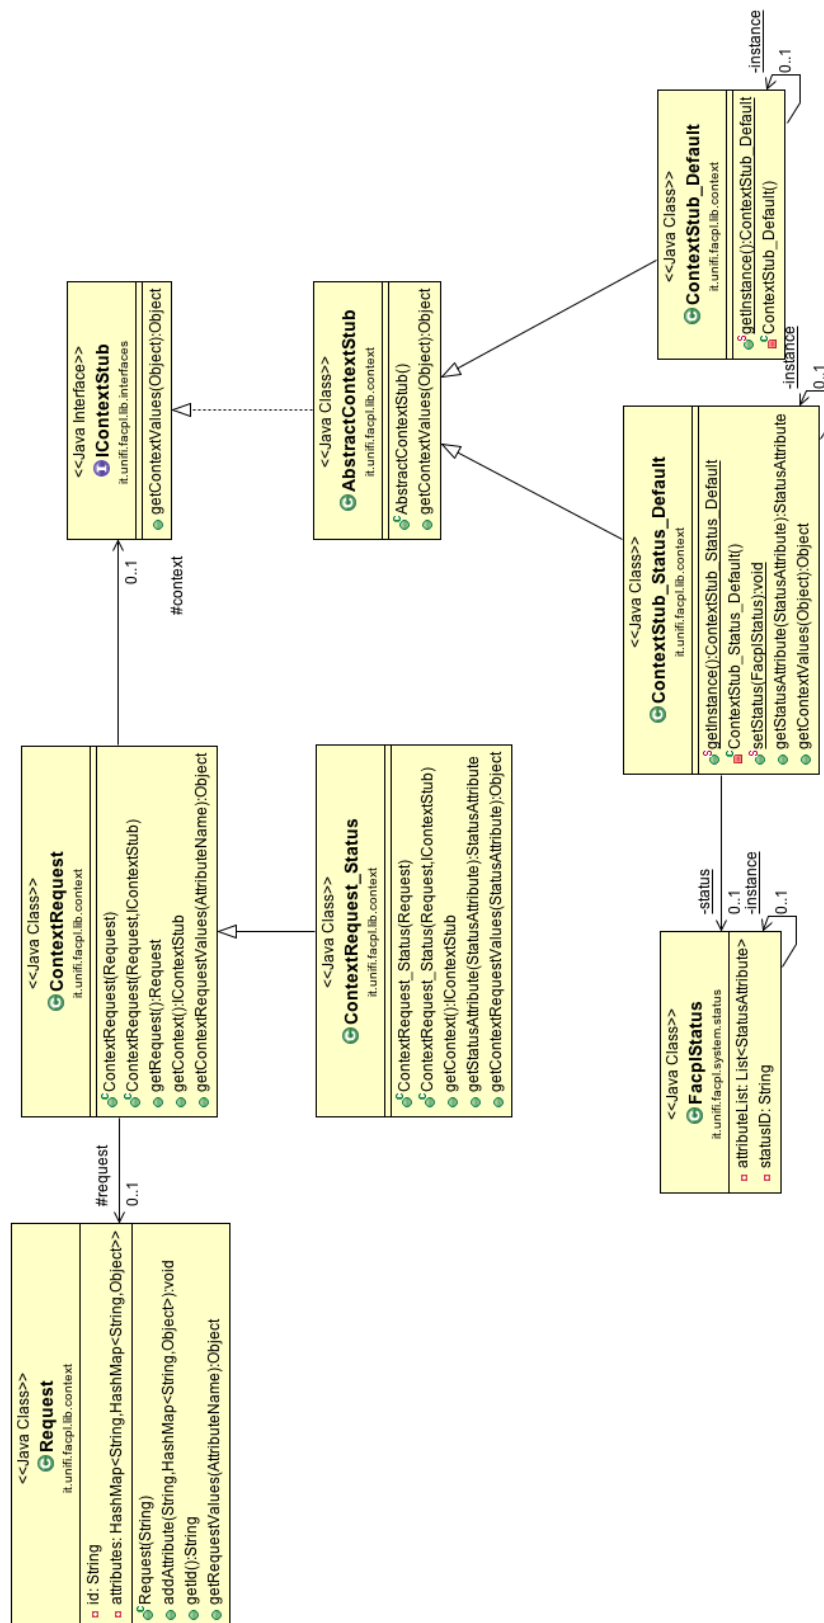 <<Java Class>>
Request
it.unifi.facpl.lib.context
id: String
attributes: HashMap<String,HashMap<String,Object>>
Request(String)
addAttribute(String,HashMap<String,Object>):void
getId():String
getRequestValues(AttributeName):Object
#request
0..1
<<Java Class>>
ContextRequest
it.unifi.facpl.lib.context
ContextRequest(Request)
ContextRequest(Request,IContextStub)
getRequest():Request
getContext():IContextStub
getContextRequestValues(AttributeName):Object
0..1
#context
<<Java Interface>>
IContextStub
it.unifi.facpl.lib.interfaces
getContextValues(Object):Object
<<Java Class>>
ContextRequest_Status
it.unifi.facpl.lib.context
ContextRequest_Status(Request)
ContextRequest_Status(Request,IContextStub)
getContext():IContextStub
getStatusAttribute(StatusAttribute):StatusAttribute
getContextRequestValues(StatusAttribute):Object
<<Java Class>>
AbstractContextStub
it.unifi.facpl.lib.context
AbstractContextStub()
getContextValues(Object):Object
<<Java Class>>
FacplStatus
it.unifi.facpl.system.status
attributeList: List<StatusAttribute>
statusID: String
-status
0..1
-instance
0..1
<<Java Class>>
ContextStub_Status_Default
it.unifi.facpl.lib.context
getInstance():ContextStub_Status_Default
ContextStub_Status_Default()
setStatus(FacplStatus):void
getStatusAttribute(StatusAttribute):StatusAttribute
getContextValues(Object):Object
-instance
0..1
<<Java Class>>
ContextStub_Default
it.unifi.facpl.lib.context
getInstance():ContextStub_Default
ContextStub_Default()
-instance
0..1